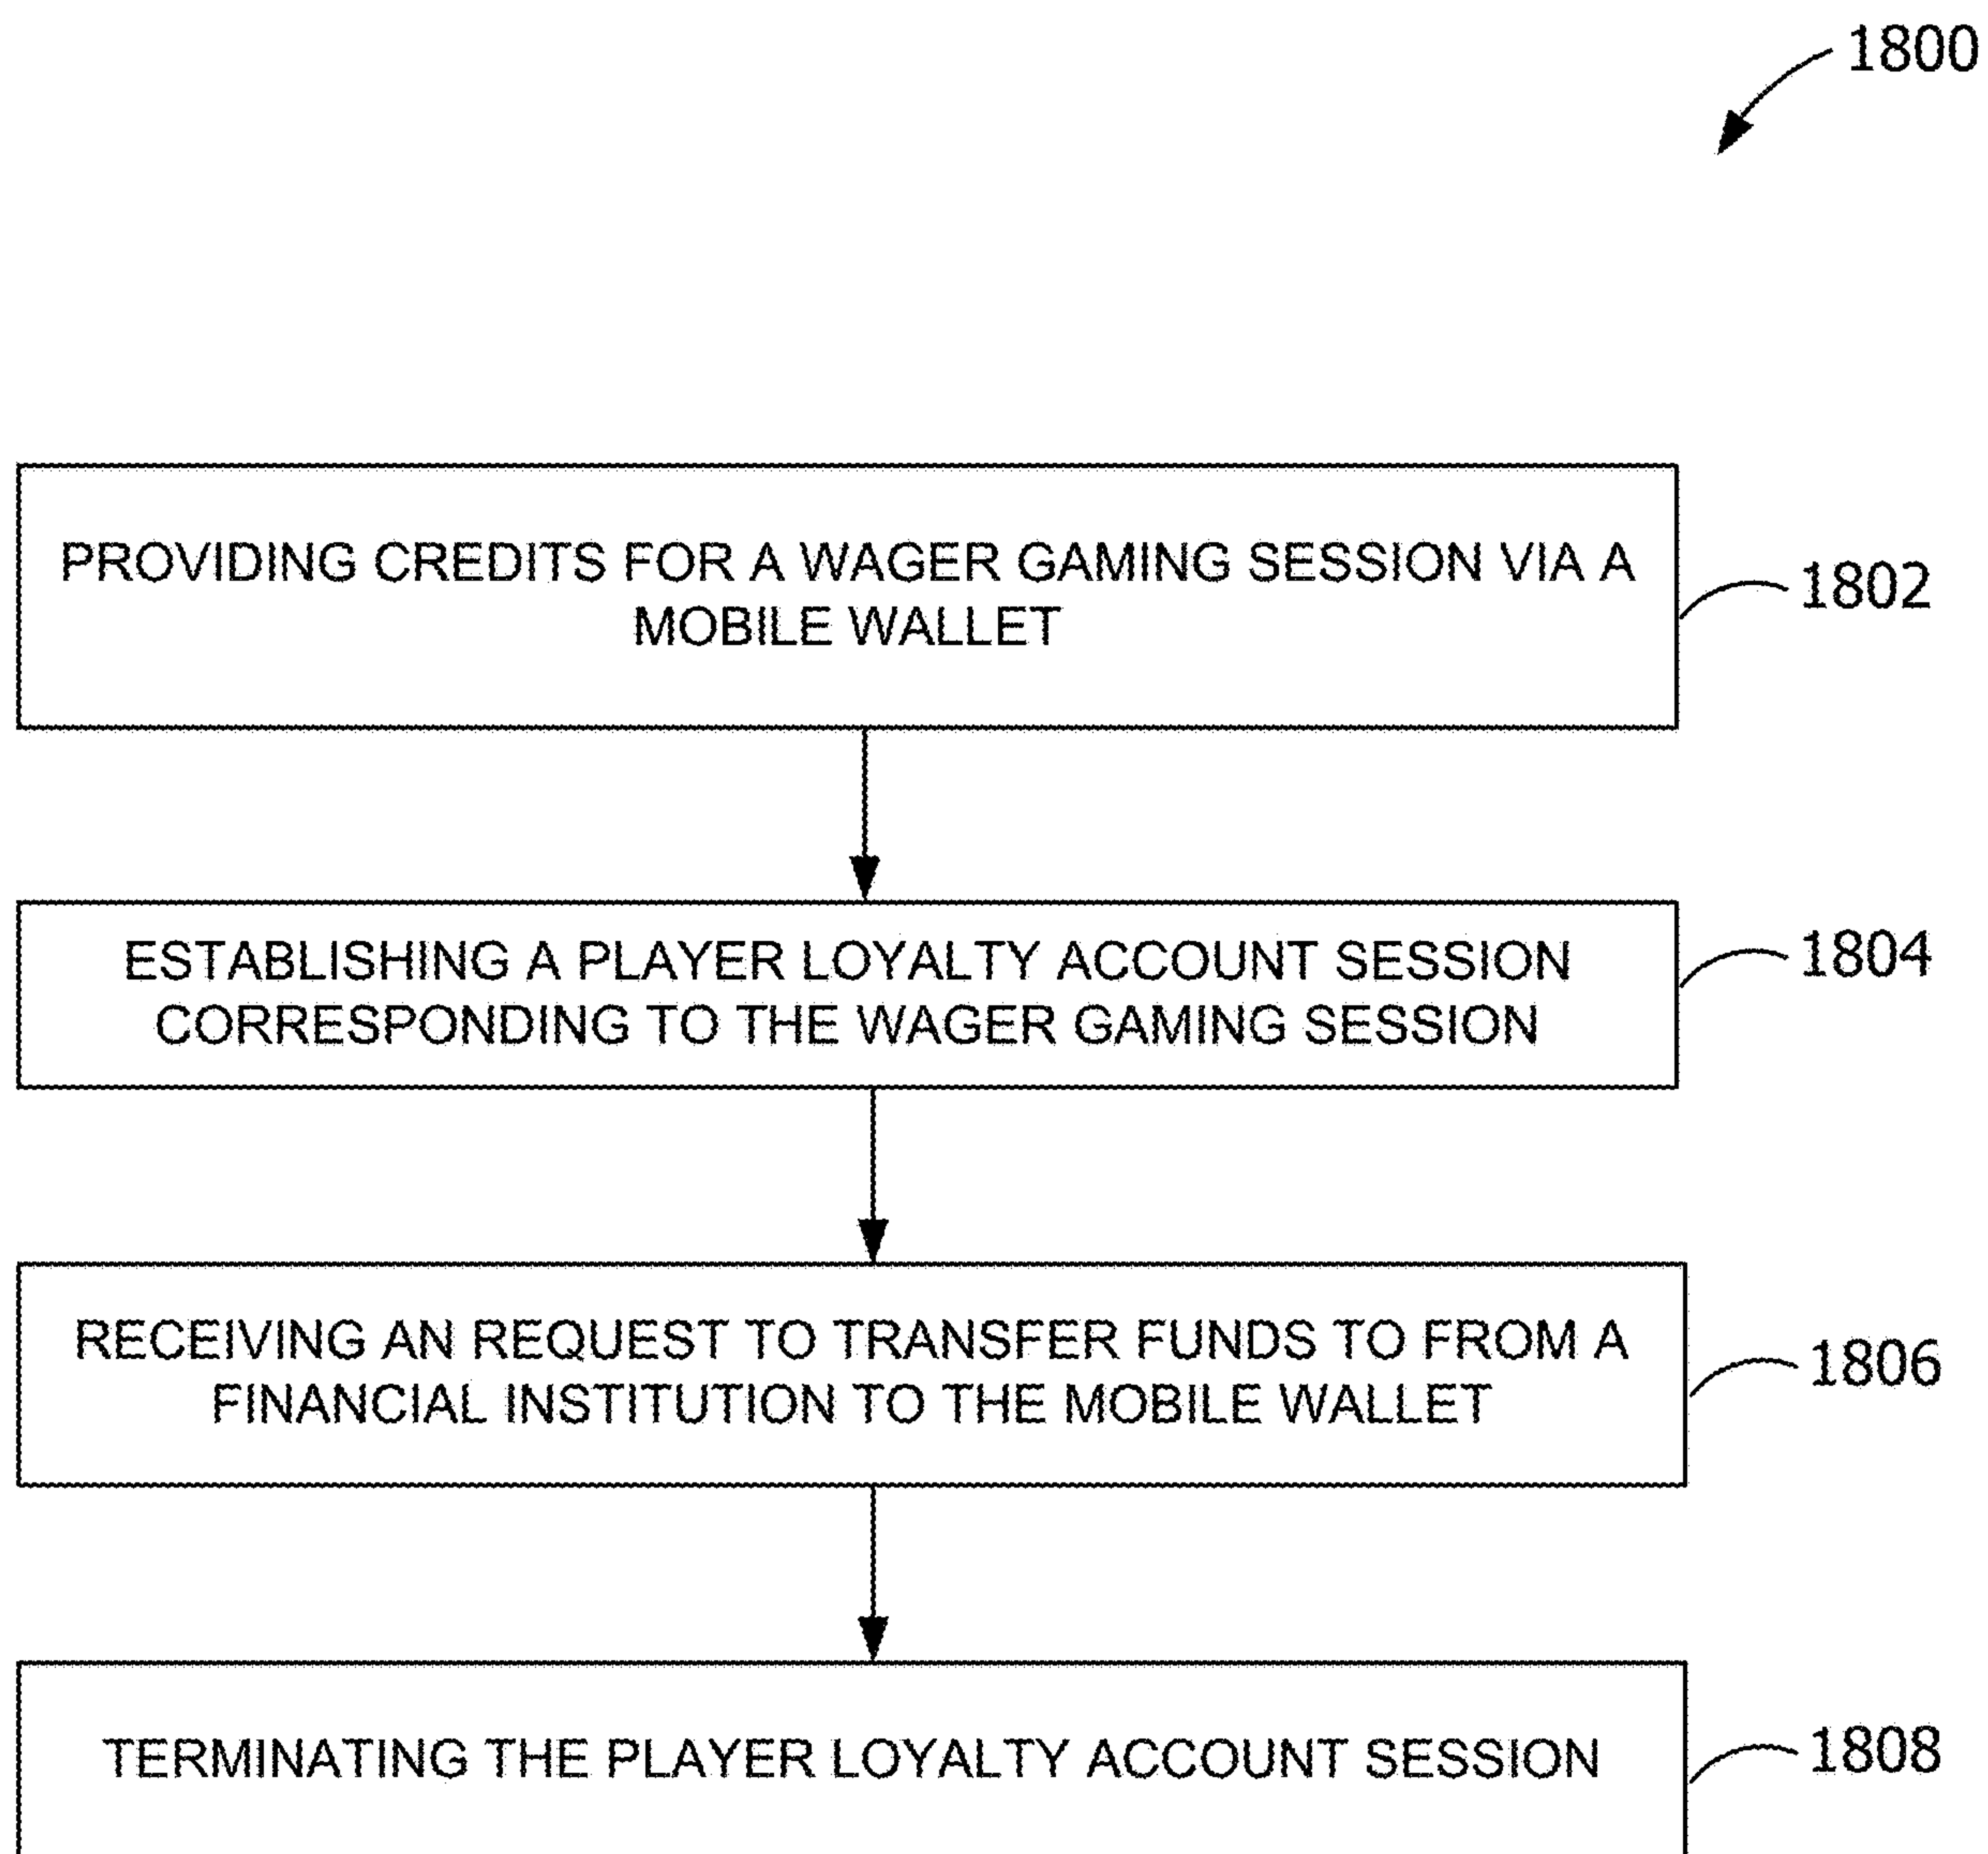 1800
PROVIDING CREDITS FOR A WAGER GAMING SESSION VIA A
MOBILE WALLET
1802
ESTABLISHING A PLAYER LOYALTY ACCOUNT SESSION
CORRESPONDING TO THE WAGER GAMING SESSION
1804
RECEIVING AN REQUEST TO TRANSFER FUNDS TO FROM A
FINANCIAL INSTITUTION TO THE MOBILE WALLET
1806
TERMINATING THE PLAYER LOYALTY ACCOUNT SESSION
1808